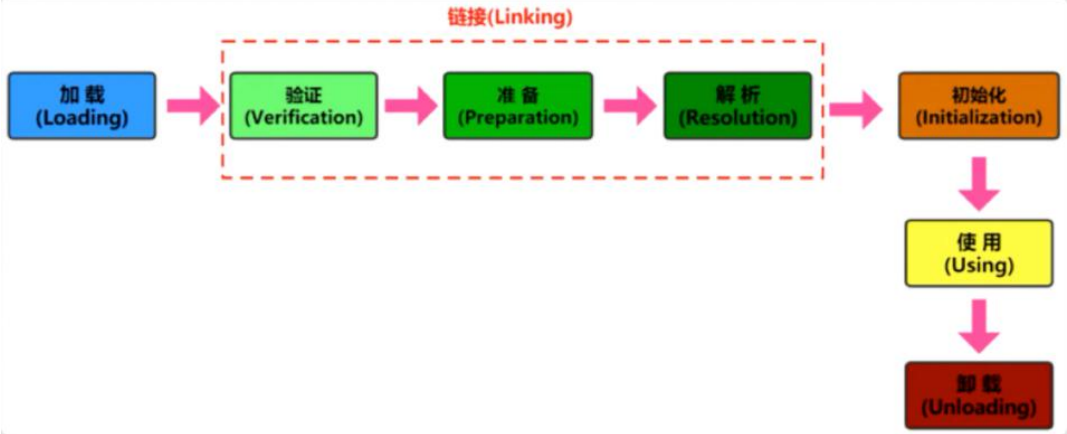 链接(Linking)
加 载
(Loading)
验证
(Verification)
准 备
(Preparation)
解 析
(Resolution)
初始化
(Initialization)
使 用
(Using)
卸 载
(Unloading)